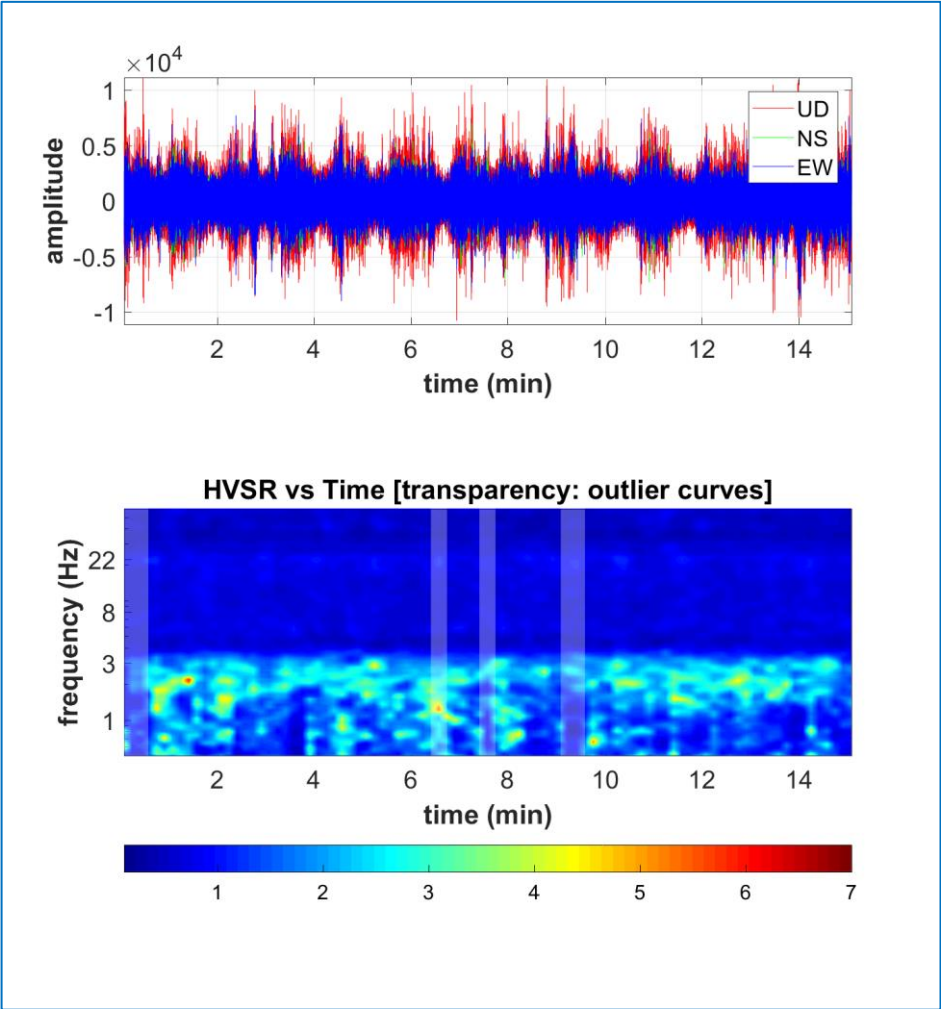 ×10⁴
1
0.5
0
-0.5
-1
amplitude
UD
NS
EW
2 4 6 8 10 12 14
time (min)
HVSR vs Time [transparency: outlier curves]
22
8
3
1
frequency (Hz)
2 4 6 8 10 12 14
time (min)
1 2 3 4 5 6 7